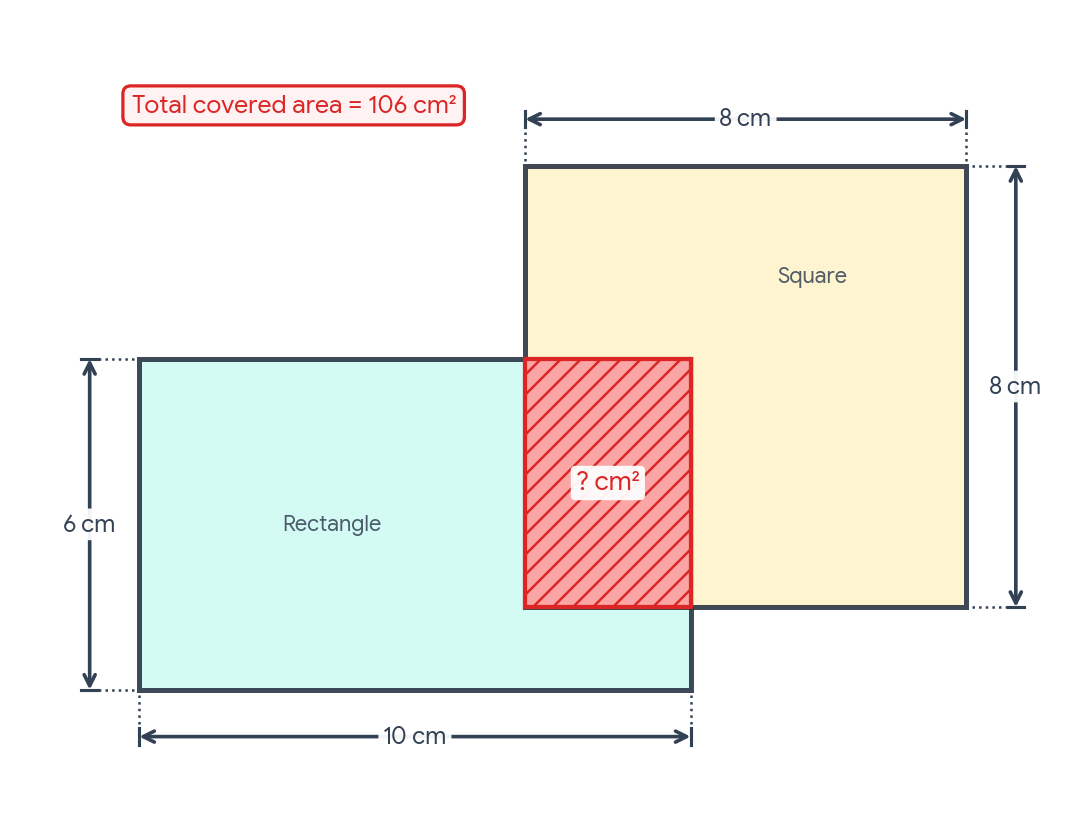 Total covered area = 106 cm²
8 cm
Square
8 cm
? cm²
6 cm
Rectangle
10 cm